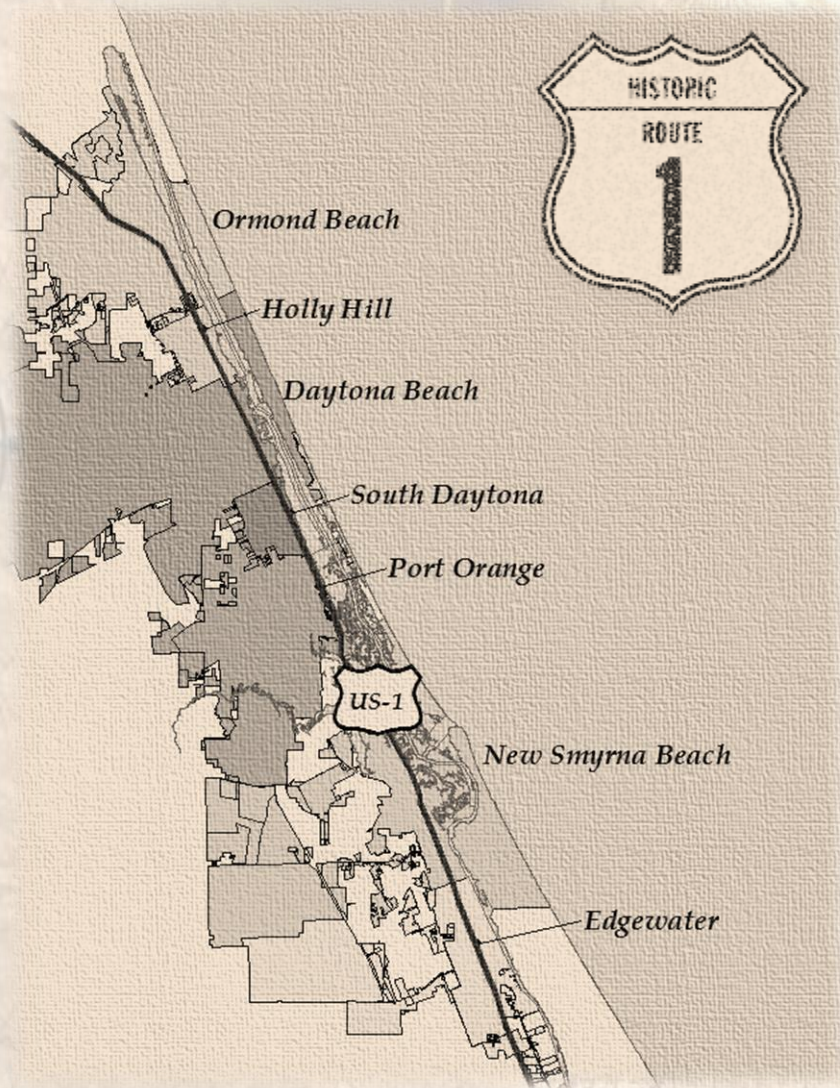 HISTORIC
ROUTE
1
Ormond Beach
Holly Hill
Daytona Beach
South Daytona
Port Orange
US-1
New Smyrna Beach
Edgewater